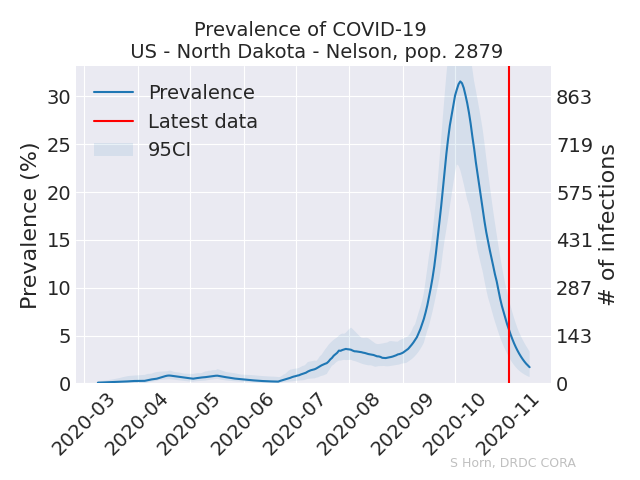 Prevalence of COVID-19
US - North Dakota - Nelson, pop. 2879
Prevalence
Latest data
95CI
Prevalence (%)
30
25
20
15
10
5
0
863
719
575
431
287
143
0
# of infections
2020-03
2020-04
2020-05
2020-06
2020-07
2020-08
2020-09
2020-10
2020-11
S Horn, DRDC CORA